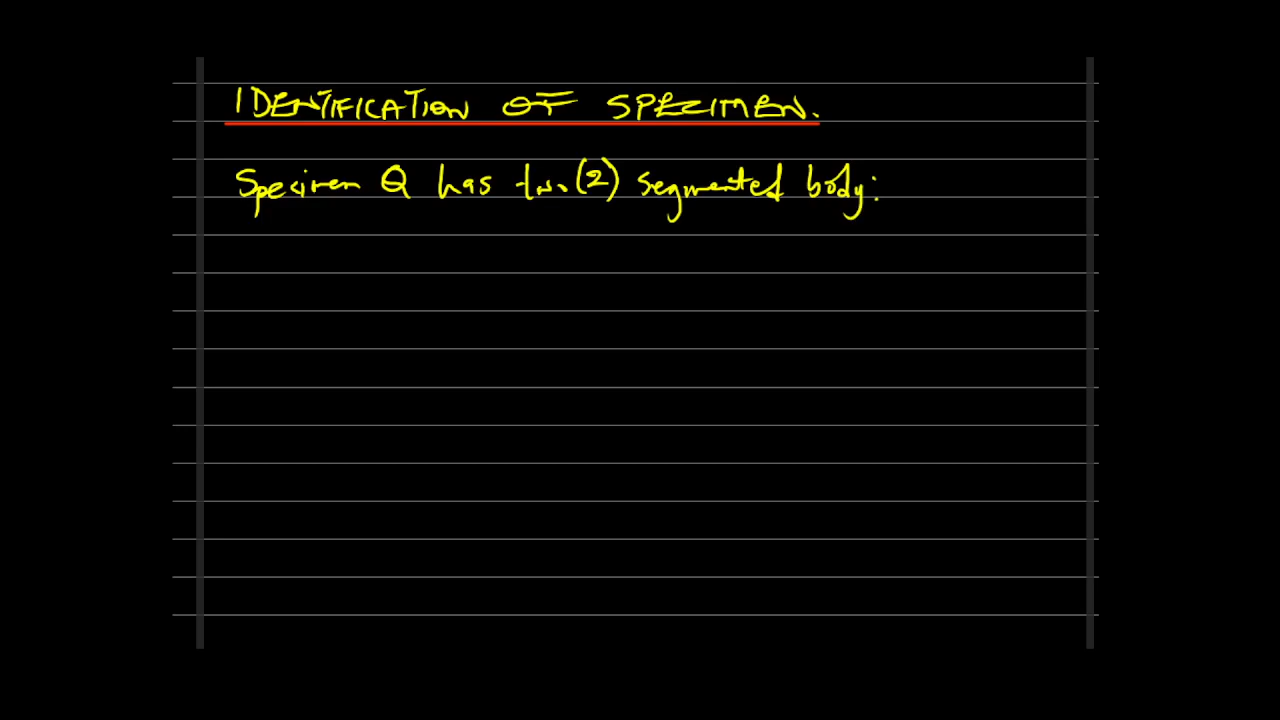 IDENTIFICATION OF SPECIMEN.
Specimen Q has two (2) segmented body: